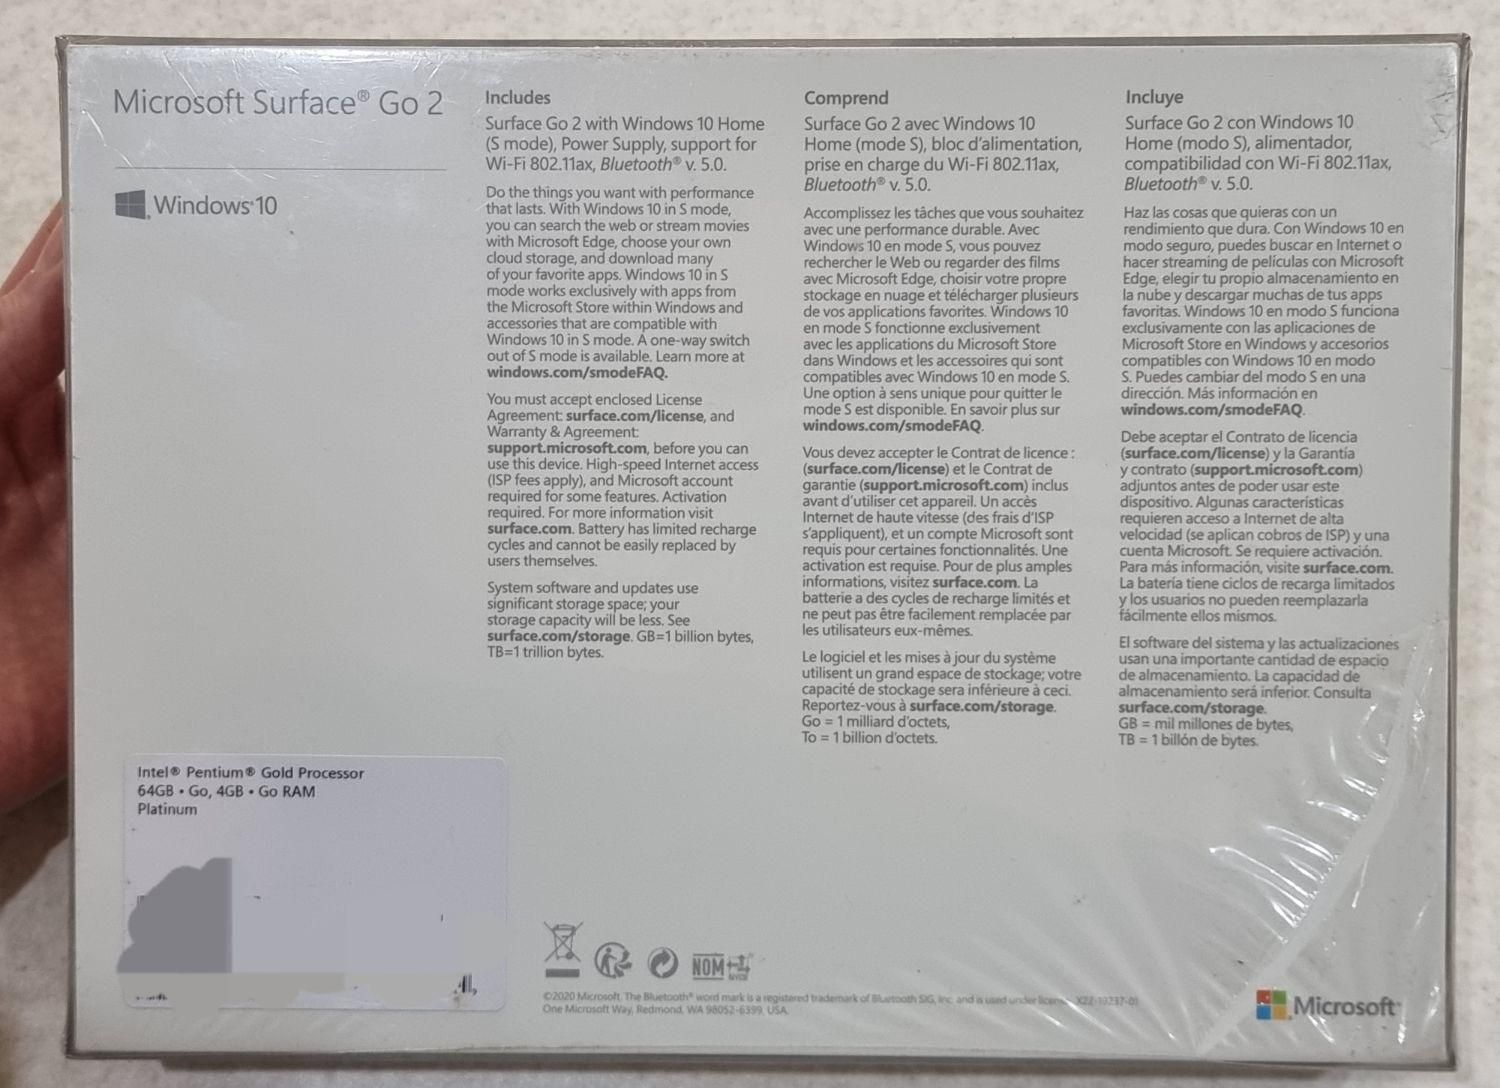 Microsoft Surface® Go 2
Windows 10
Includes
Surface Go 2 with Windows 10 Home
(S mode), Power Supply, support for
Wi-Fi 802.11ax, Bluetooth® v. 5.0.
Do the things you want with performance
that lasts. With Windows 10 in S mode,
you can search the web or stream movies
with Microsoft Edge, choose your own
cloud storage, and download many
of your favorite apps. Windows 10 in S
mode works exclusively with apps from
the Microsoft Store within Windows and
accessories that are compatible with
Windows 10 in S mode. A one-way switch
out of S mode is available. Learn more at
windows.com/smodeFAQ.
You must accept enclosed License
Agreement: surface.com/license, and
Warranty & Agreement:
support.microsoft.com, before you can
use this device. High-speed Internet access
(ISP fees apply), and Microsoft account
required for some features. Activation
required. For more information visit
surface.com. Battery has limited recharge
cycles and cannot be easily replaced by
users themselves.
System software and updates use
significant storage space; your
storage capacity will be less. See
surface.com/storage. GB=1 billion bytes,
TB=1 trillion bytes.
Comprend
Surface Go 2 avec Windows 10
Home (mode S), bloc d'alimentation,
prise en charge du Wi-Fi 802.11ax,
Bluetooth® v. 5.0.
Accomplissez les tâches que vous souhaitez
avec une performance durable. Avec
Windows 10 en mode S, vous pouvez
rechercher le Web ou regarder des films
avec Microsoft Edge, choisir votre propre
stockage en nuage et télécharger plusieurs
de vos applications favorites. Windows 10
en mode S fonctionne exclusivement
avec les applications du Microsoft Store
dans Windows et les accessoires qui sont
compatibles avec Windows 10 en mode S.
Une option à sens unique pour quitter le
mode S est disponible. En savoir plus sur
windows.com/smodeFAQ.
Vous devez accepter le Contrat de licence :
(surface.com/license) et le Contrat de
garantie (support.microsoft.com) inclus
avant d'utiliser cet appareil. Un accès
Internet de haute vitesse (des frais d'ISP
s'appliquent), et un compte Microsoft sont
requis pour certaines fonctionnalités. Une
activation est requise. Pour de plus amples
informations, visitez surface.com. La
batterie a des cycles de recharge limités et
ne peut pas être facilement remplacée par
les utilisateurs eux-mêmes.
Le logiciel et les mises à jour du système
utilisent un grand espace de stockage; votre
capacité de stockage sera inférieure à ceci.
Reportez-vous à surface.com/storage.
Go = 1 milliard d'octets,
To = 1 billion d'octets.
Incluye
Surface Go 2 con Windows 10
Home (modo S), alimentador,
compatibilidad con Wi-Fi 802.11ax,
Bluetooth® v. 5.0.
Haz las cosas que quieras con un
rendimiento que dura. Con Windows 10 en
modo seguro, puedes buscar en Internet o
hacer streaming de películas con Microsoft
Edge, elegir tu propio almacenamiento en
la nube y descargar muchas de tus apps
favoritas. Windows 10 en modo S funciona
exclusivamente con las aplicaciones de
Microsoft Store en Windows y accesorios
compatibles con Windows 10 en modo
S. Puedes cambiar del modo S en una
dirección. Más información en
windows.com/smodeFAQ.
Debe aceptar el Contrato de licencia
(surface.com/license) y la Garantía
y contrato (support.microsoft.com)
adjuntos antes de poder usar este
dispositivo. Algunas características
requieren acceso a Internet de alta
velocidad (se aplican cobros de ISP) y una
cuenta Microsoft. Se requiere activación.
Para más información, visite surface.com.
La batería tiene ciclos de recarga limitados
y los usuarios no pueden reemplazarla
fácilmente ellos mismos.
El software del sistema y las actualizaciones
usan una importante cantidad de espacio
de almacenamiento. La capacidad de
almacenamiento será inferior. Consulta
surface.com/storage.
GB = mil millones de bytes,
TB = 1 billón de bytes.
Intel® Pentium® Gold Processor
64GB • Go, 4GB • Go RAM
Platinum
NOM
NYCE
©2020 Microsoft. The Bluetooth® word mark is a registered trademark of Bluetooth SIG, Inc. and is used under license. X22-19237-01
One Microsoft Way, Redmond, WA 98052-6399, USA.
Microsoft